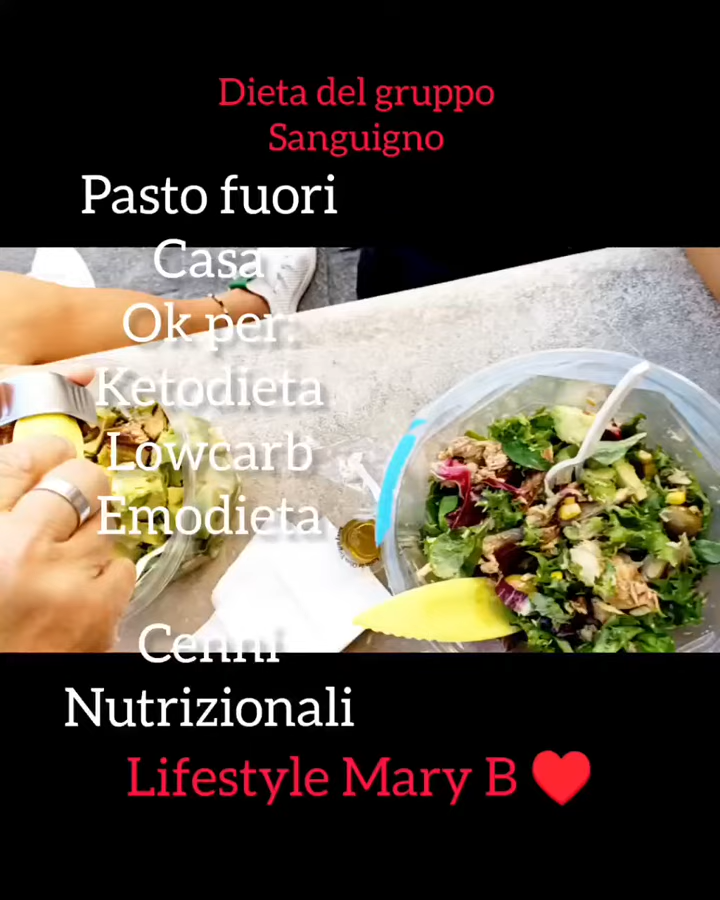 Dieta del gruppo
Sanguigno
Pasto fuori
Casa
Ok per:
Ketodieta
Lowcarb
Emodieta
Cenni
Nutrizionali
Lifestyle Mary B ♥